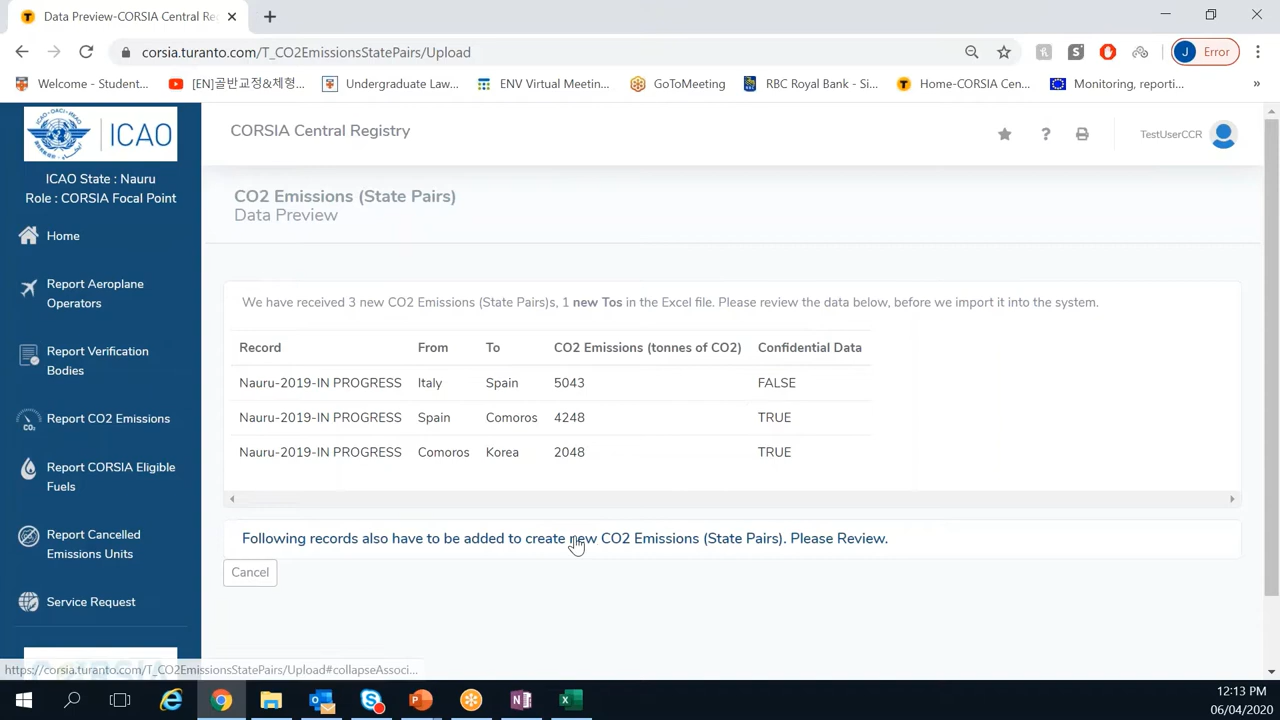 Data Preview-CORSIA Central Re
corsia.turanto.com/T_CO2EmissionsStatePairs/Upload
J Error
Welcome - Student... [EN]골반교정&체형... Undergraduate Law... ENV Virtual Meetin... GoToMeeting RBC Royal Bank - Si... Home-CORSIA Cen... Monitoring, reporti... »
ICAO
CORSIA Central Registry
TestUserCCR
ICAO State : Nauru
Role : CORSIA Focal Point
Home
Report Aeroplane
Operators
Report Verification
Bodies
Report CO2 Emissions
Report CORSIA Eligible
Fuels
Report Cancelled
Emissions Units
Service Request
CO2 Emissions (State Pairs)
Data Preview
We have received 3 new CO2 Emissions (State Pairs)s, 1 new Tos in the Excel file. Please review the data below, before we import it into the system.
Record From To CO2 Emissions (tonnes of CO2) Confidential Data
Nauru-2019-IN PROGRESS Italy Spain 5043 FALSE
Nauru-2019-IN PROGRESS Spain Comoros 4248 TRUE
Nauru-2019-IN PROGRESS Comoros Korea 2048 TRUE
Following records also have to be added to create new CO2 Emissions (State Pairs). Please Review.
Cancel
https://corsia.turanto.com/T_CO2EmissionsStatePairs/Upload#collapseAssoci...
12:13 PM
06/04/2020